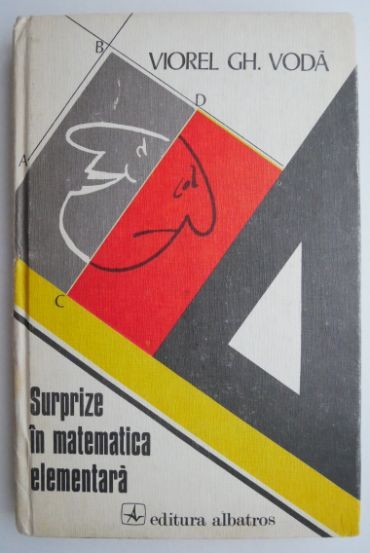 VIOREL GH. VODĂ
B
D
A
C
Surprize
în matematica
elementară
editura albatros